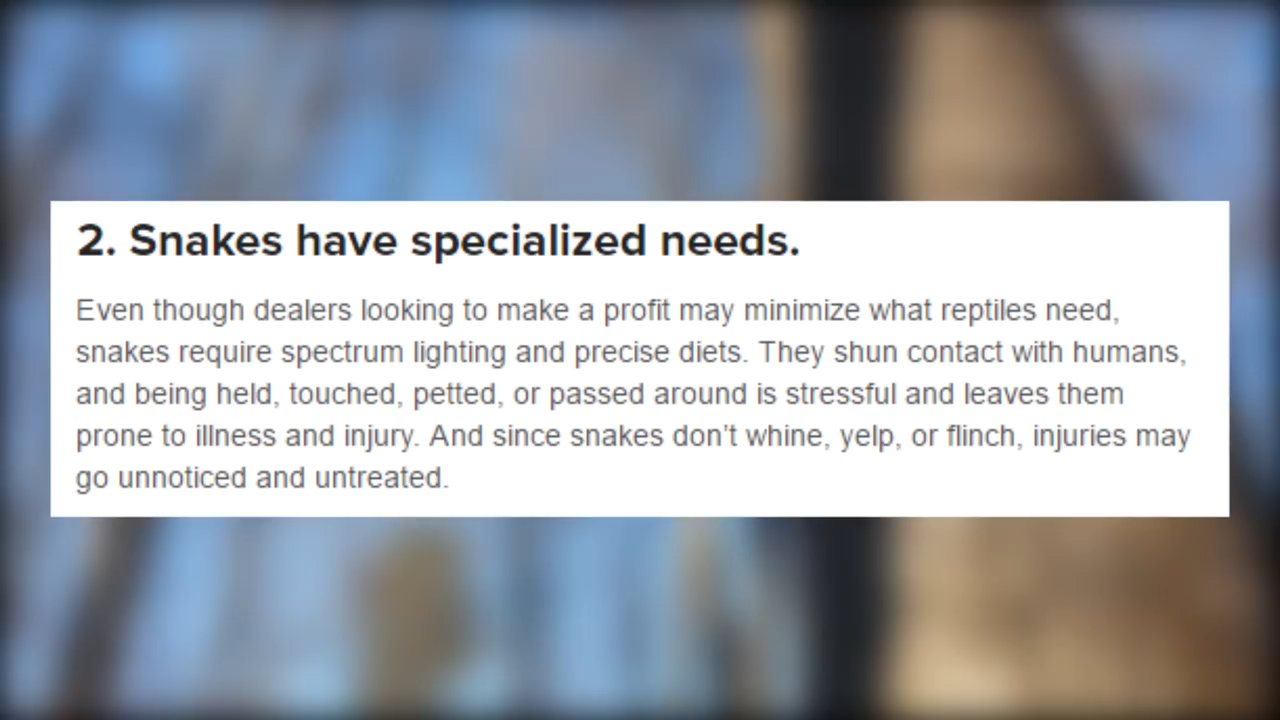 2. Snakes have specialized needs.
Even though dealers looking to make a profit may minimize what reptiles need,
snakes require spectrum lighting and precise diets. They shun contact with humans,
and being held, touched, petted, or passed around is stressful and leaves them
prone to illness and injury. And since snakes don’t whine, yelp, or flinch, injuries may
go unnoticed and untreated.